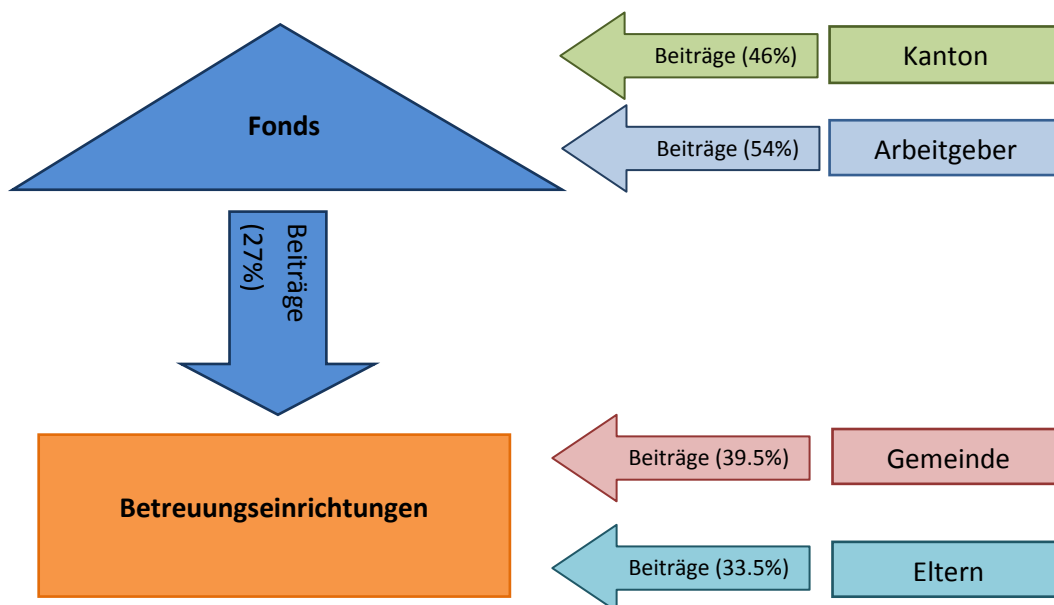 Beiträge (46%)
Kanton
Fonds
Beiträge (54%)
Arbeitgeber
Beiträge
(27%)
Beiträge (39.5%)
Gemeinde
Betreuungseinrichtungen
Beiträge (33.5%)
Eltern